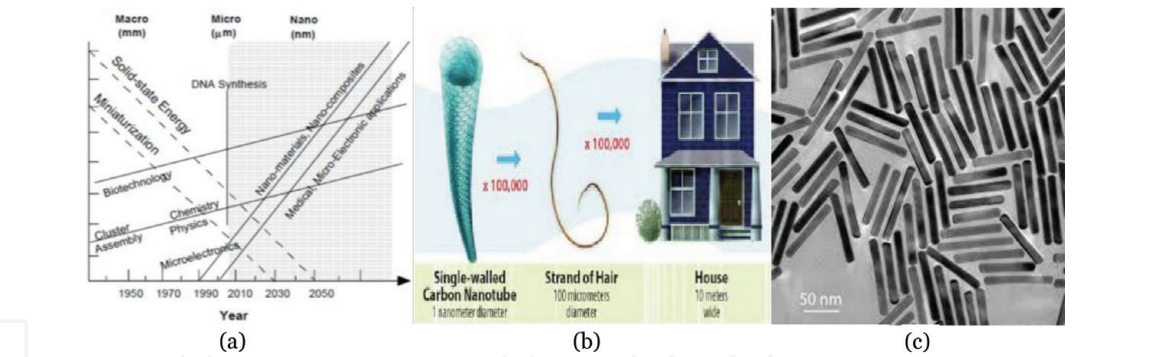 Macro
(mm)
Micro
(μm)
Nano
(nm)
Solid-state Energy
Miniaturization
DNA Synthesis
Nano-materials, Nano-composites
Medical, Micro-Electronic applications
Biotechnology
Chemistry
Physics
Cluster
Assembly
Microelectronics
1950 1970 1990 2010 2030 2050
Year
(a)
x 100,000
x 100,000
Single-walled
Carbon Nanotube
1 nanometer diameter
Strand of Hair
100 micrometers
diameter
House
10 meters
wide
(b)
50 nm
(c)